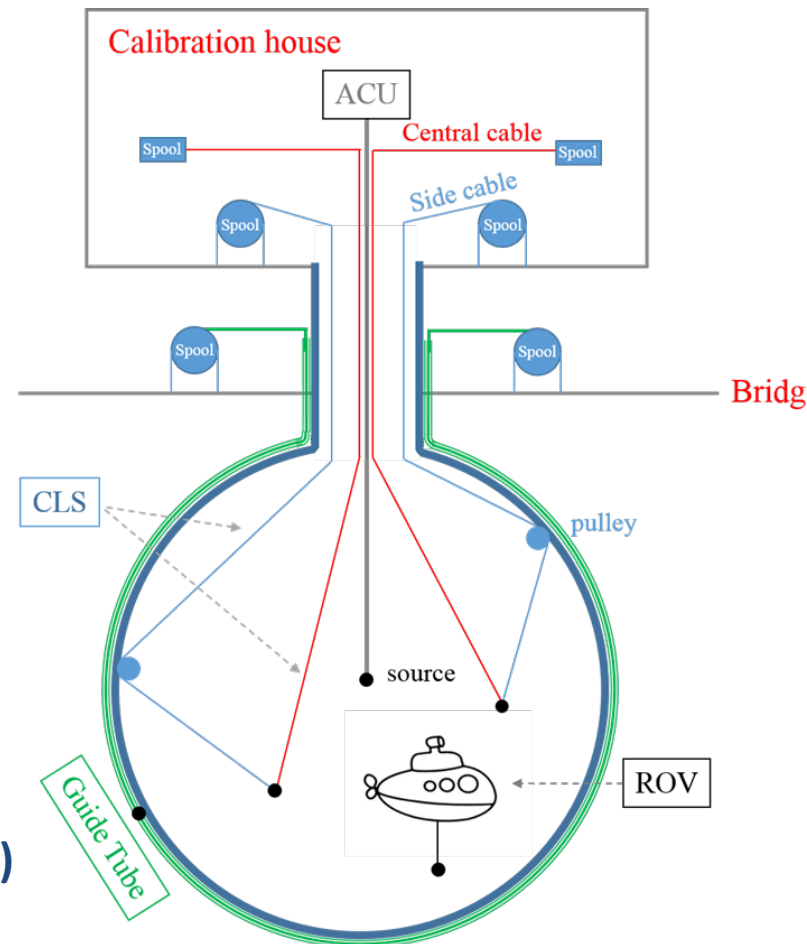 Calibration house
ACU
Central cable
Spool
Spool
Side cable
Spool
Spool
Spool
Spool
Bridg
CLS
pulley
source
ROV
Guide Tube
)